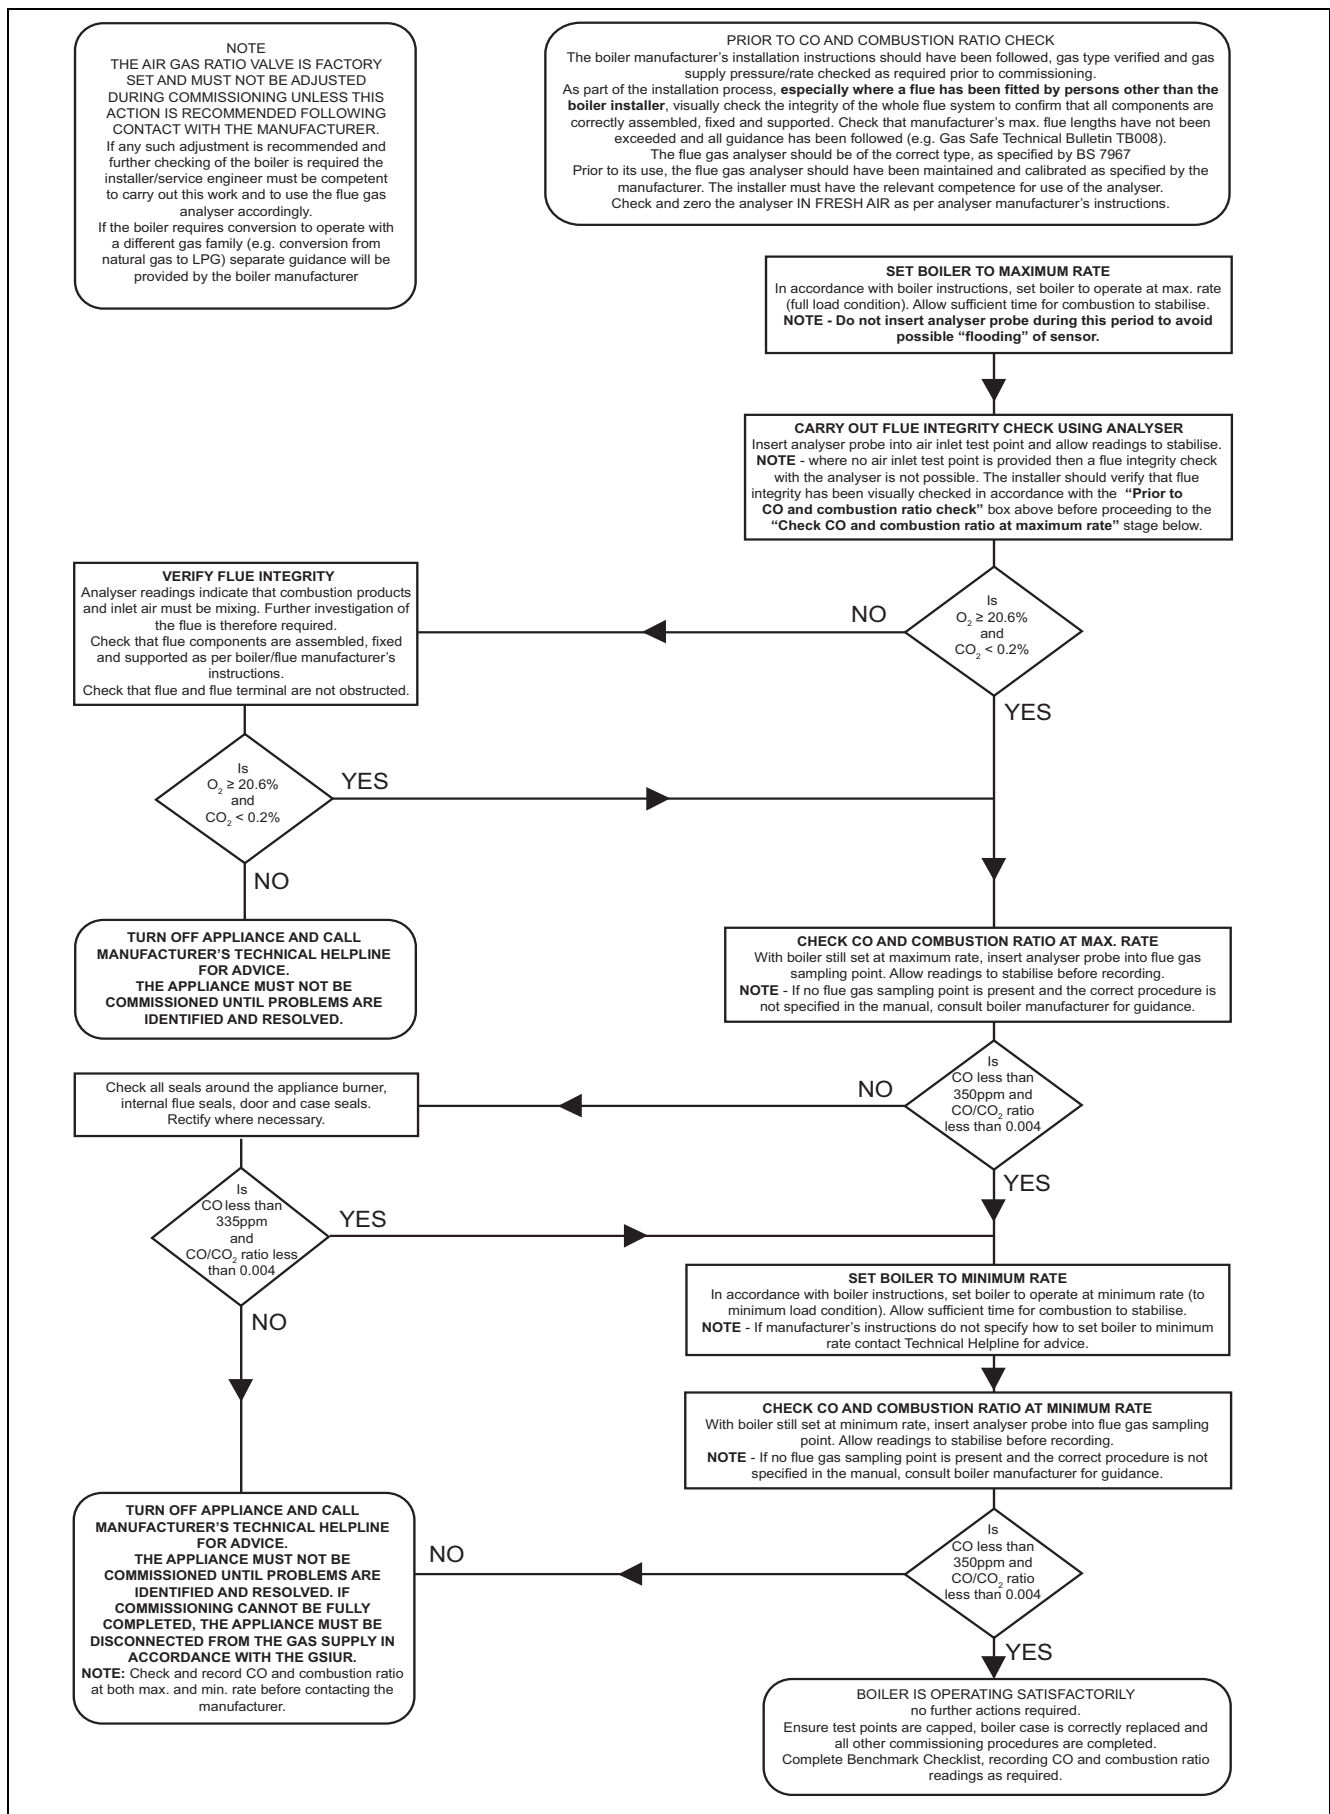 NOTE
THE AIR GAS RATIO VALVE IS FACTORY
SET AND MUST NOT BE ADJUSTED
DURING COMMISSIONING UNLESS THIS
ACTION IS RECOMMENDED FOLLOWING
CONTACT WITH THE MANUFACTURER.
If any such adjustment is recommended and
further checking of the boiler is required the
installer/service engineer must be competent
to carry out this work and to use the flue gas
analyser accordingly.
If the boiler requires conversion to operate with
a different gas family (e.g. conversion from
natural gas to LPG) separate guidance will be
provided by the boiler manufacturer
PRIOR TO CO AND COMBUSTION RATIO CHECK
The boiler manufacturer's installation instructions should have been followed, gas type verified and gas
supply pressure/rate checked as required prior to commissioning.
As part of the installation process, especially where a flue has been fitted by persons other than the
boiler installer, visually check the integrity of the whole flue system to confirm that all components are
correctly assembled, fixed and supported. Check that manufacturer's max. flue lengths have not been
exceeded and all guidance has been followed (e.g. Gas Safe Technical Bulletin TB008).
The flue gas analyser should be of the correct type, as specified by BS 7967
Prior to its use, the flue gas analyser should have been maintained and calibrated as specified by the
manufacturer. The installer must have the relevant competence for use of the analyser.
Check and zero the analyser IN FRESH AIR as per analyser manufacturer's instructions.
SET BOILER TO MAXIMUM RATE
In accordance with boiler instructions, set boiler to operate at max. rate
(full load condition). Allow sufficient time for combustion to stabilise.
NOTE - Do not insert analyser probe during this period to avoid
possible “flooding” of sensor.
CARRY OUT FLUE INTEGRITY CHECK USING ANALYSER
Insert analyser probe into air inlet test point and allow readings to stabilise.
NOTE - where no air inlet test point is provided then a flue integrity check
with the analyser is not possible. The installer should verify that flue
integrity has been visually checked in accordance with the “Prior to
CO and combustion ratio check” box above before proceeding to the
“Check CO and combustion ratio at maximum rate” stage below.
Is
O₂ ≥ 20.6%
and
CO₂ < 0.2%
NO
YES
VERIFY FLUE INTEGRITY
Analyser readings indicate that combustion products
and inlet air must be mixing. Further investigation of
the flue is therefore required.
Check that flue components are assembled, fixed
and supported as per boiler/flue manufacturer's
instructions.
Check that flue and flue terminal are not obstructed.
Is
O₂ ≥ 20.6%
and
CO₂ < 0.2%
YES
NO
TURN OFF APPLIANCE AND CALL
MANUFACTURER'S TECHNICAL HELPLINE
FOR ADVICE.
THE APPLIANCE MUST NOT BE
COMMISSIONED UNTIL PROBLEMS ARE
IDENTIFIED AND RESOLVED.
CHECK CO AND COMBUSTION RATIO AT MAX. RATE
With boiler still set at maximum rate, insert analyser probe into flue gas
sampling point. Allow readings to stabilise before recording.
NOTE - If no flue gas sampling point is present and the correct procedure is
not specified in the manual, consult boiler manufacturer for guidance.
Is
CO less than
350ppm and
CO/CO₂ ratio
less than 0.004
NO
YES
Check all seals around the appliance burner,
internal flue seals, door and case seals.
Rectify where necessary.
Is
CO less than
335ppm
and
CO/CO₂ ratio less
than 0.004
YES
NO
SET BOILER TO MINIMUM RATE
In accordance with boiler instructions, set boiler to operate at minimum rate (to
minimum load condition). Allow sufficient time for combustion to stabilise.
NOTE - If manufacturer's instructions do not specify how to set boiler to minimum
rate contact Technical Helpline for advice.
CHECK CO AND COMBUSTION RATIO AT MINIMUM RATE
With boiler still set at minimum rate, insert analyser probe into flue gas sampling
point. Allow readings to stabilise before recording.
NOTE - If no flue gas sampling point is present and the correct procedure is not
specified in the manual, consult boiler manufacturer for guidance.
Is
CO less than
350ppm and
CO/CO₂ ratio
less than 0.004
NO
YES
TURN OFF APPLIANCE AND CALL
MANUFACTURER'S TECHNICAL HELPLINE
FOR ADVICE.
THE APPLIANCE MUST NOT BE
COMMISSIONED UNTIL PROBLEMS ARE
IDENTIFIED AND RESOLVED. IF
COMMISSIONING CANNOT BE FULLY
COMPLETED, THE APPLIANCE MUST BE
DISCONNECTED FROM THE GAS SUPPLY IN
ACCORDANCE WITH THE GSIUR.
NOTE: Check and record CO and combustion ratio
at both max. and min. rate before contacting the
manufacturer.
BOILER IS OPERATING SATISFACTORILY
no further actions required.
Ensure test points are capped, boiler case is correctly replaced and
all other commissioning procedures are completed.
Complete Benchmark Checklist, recording CO and combustion ratio
readings as required.